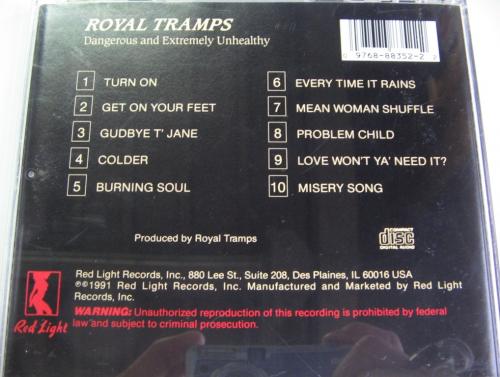 ROYAL TRAMPS
Dangerous and Extremely Unhealthy
1 TURN ON
2 GET ON YOUR FEET
3 GUDBYE T' JANE
4 COLDER
5 BURNING SOUL
6 EVERY TIME IT RAINS
7 MEAN WOMAN SHUFFLE
8 PROBLEM CHILD
9 LOVE WON'T YA' NEED IT?
10 MISERY SONG
Produced by Royal Tramps
COMPACT
disc
DIGITAL AUDIO
Red Light Records, Inc., 880 Lee St., Suite 208, Des Plaines, IL 60016 USA
℗©1991 Red Light Records, Inc. Manufactured and Marketed by Red Light
Records, Inc.
WARNING: Unauthorized reproduction of this recording is prohibited by federal
law and subject to criminal prosecution.
Red Light